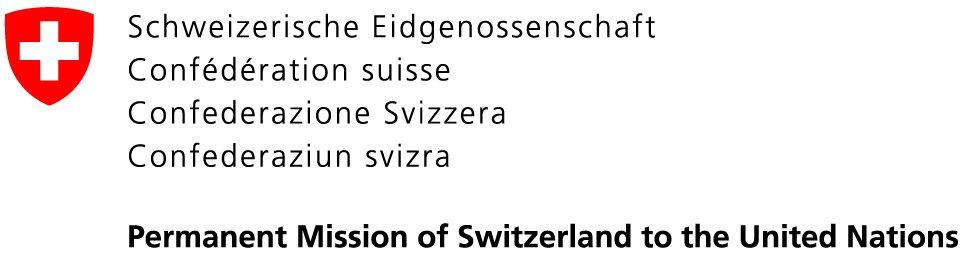 Schweizerische Eidgenossenschaft
Confédération suisse
Confederazione Svizzera
Confederaziun svizra
Permanent Mission of Switzerland to the United Nations